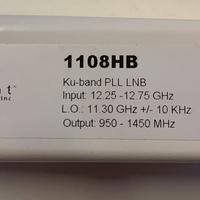 1108HB
Ku-band PLL LNB
Input: 12.25 -12.75 GHz
L.O.: 11.30 GHz +/- 10 KHz
Output: 950 - 1450 MHz
Inc.